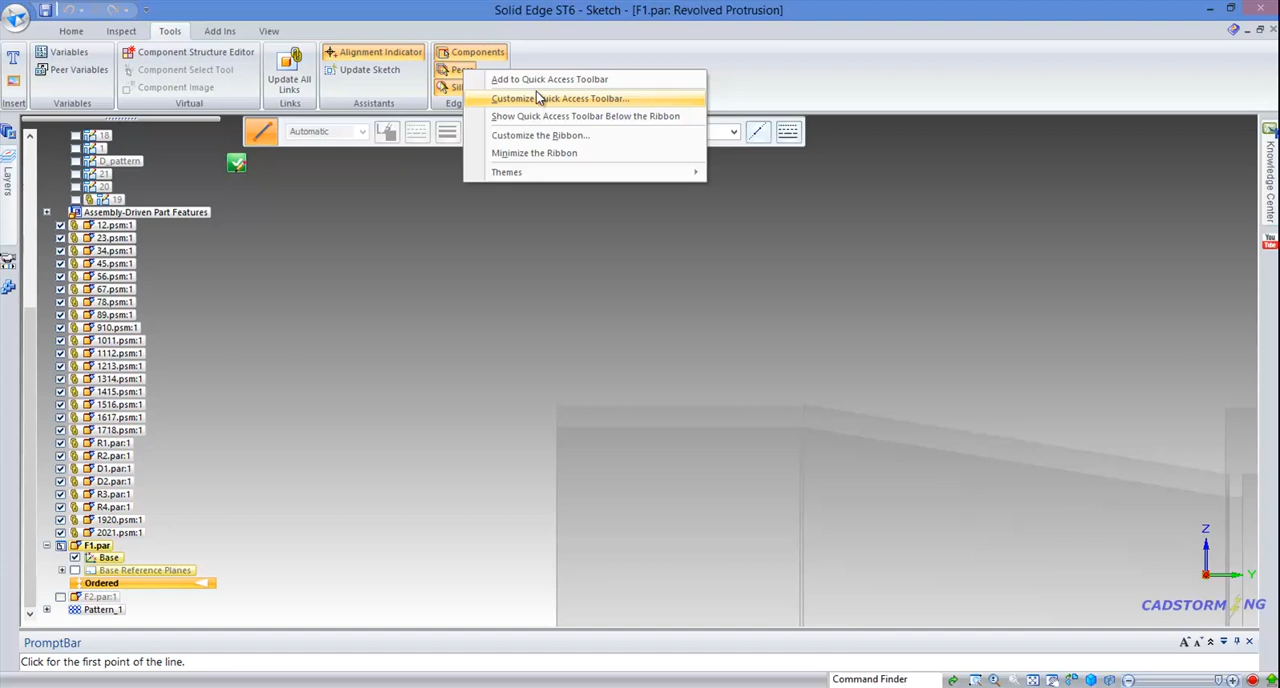 Solid Edge ST6 - Sketch - [F1.par: Revolved Protrusion]
Home Inspect Tools Add Ins View
Variables
Peer Variables
Variables
Component Structure Editor
Component Select Tool
Component Image
Virtual
Update All
Links
Links
Alignment Indicator
Update Sketch
Assistants
Components
Insert
Add to Quick Access Toolbar
Customize Quick Access Toolbar...
Show Quick Access Toolbar Below the Ribbon
Customize the Ribbon...
Minimize the Ribbon
Themes
Automatic
Layers
Knowledge Center
You
Tube
18
1
D_pattern
21
20
19
Assembly-Driven Part Features
12.psm:1
23.psm:1
34.psm:1
45.psm:1
56.psm:1
67.psm:1
78.psm:1
89.psm:1
910.psm:1
1011.psm:1
1112.psm:1
1213.psm:1
1314.psm:1
1415.psm:1
1516.psm:1
1617.psm:1
1718.psm:1
R1.par:1
R2.par:1
D1.par:1
D2.par:1
R3.par:1
R4.par:1
1920.psm:1
2021.psm:1
F1.par
Base
Base Reference Planes
Ordered
F2.par:1
Pattern_1
Z
Y
CADSTORMING
PromptBar
Click for the first point of the line.
Command Finder